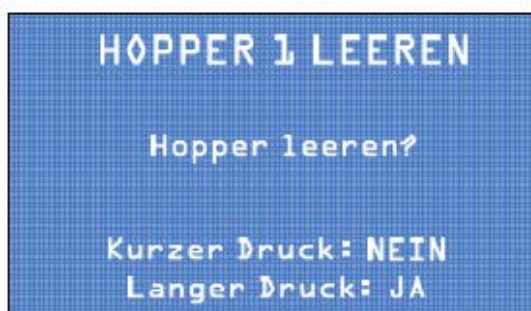 HOPPER 1 LEEREN
Hopper leeren?
Kurzer Druck: NEIN
Langer Druck: JA